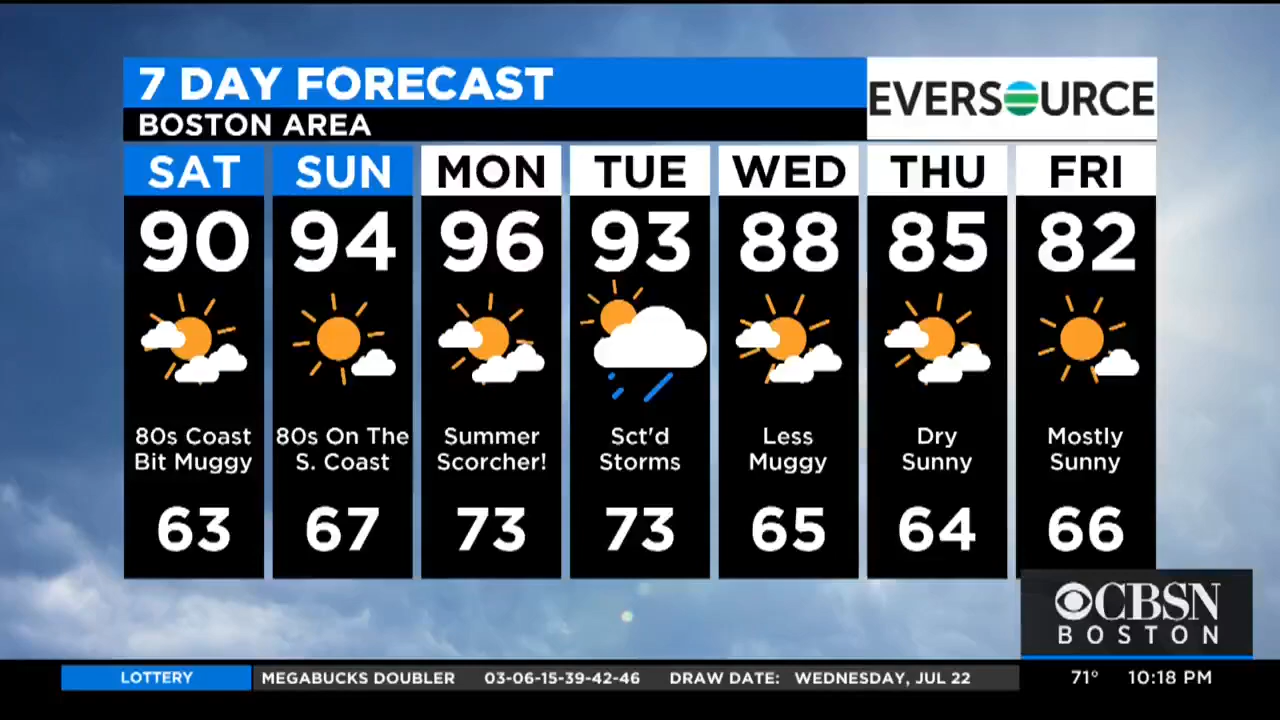 7 DAY FORECAST
BOSTON AREA
EVERSOURCE
SAT SUN MON TUE WED THU FRI
90 94 96 93 88 85 82
80s Coast 80s On The Summer Sct'd Less Dry Mostly
Bit Muggy S. Coast Scorcher! Storms Muggy Sunny Sunny
63 67 73 73 65 64 66
CBSN
BOSTON
LOTTERY MEGABUCKS DOUBLER 03-06-15-39-42-46 DRAW DATE: WEDNESDAY, JUL 22 71° 10:18 PM